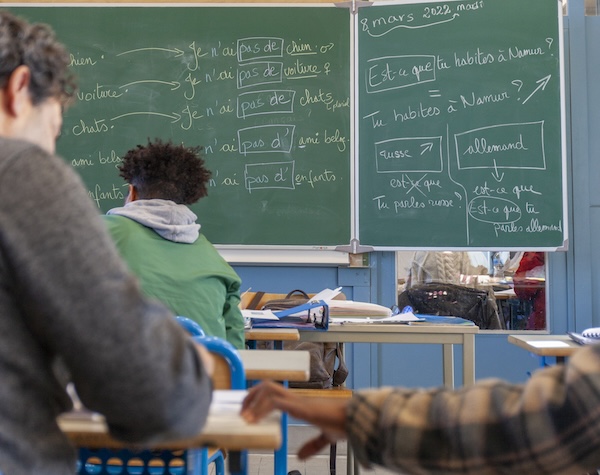 chien.
Je n'ai pas de chien. ♂
voiture.
Je n'ai pas de voiture ♀
chats.
Je n'ai pas de chats pluriel
ami belge
n'ai pas d' ami belge.
enfants
n'ai pas d' enfants.
8 mars 2022 mardi
Est-ce que tu habites à Namur ?
=
Tu habites à Namur ?
russe
est-ce que
Tu parles russe ?
allemand
est-ce que
Est-ce que tu
parles allemand